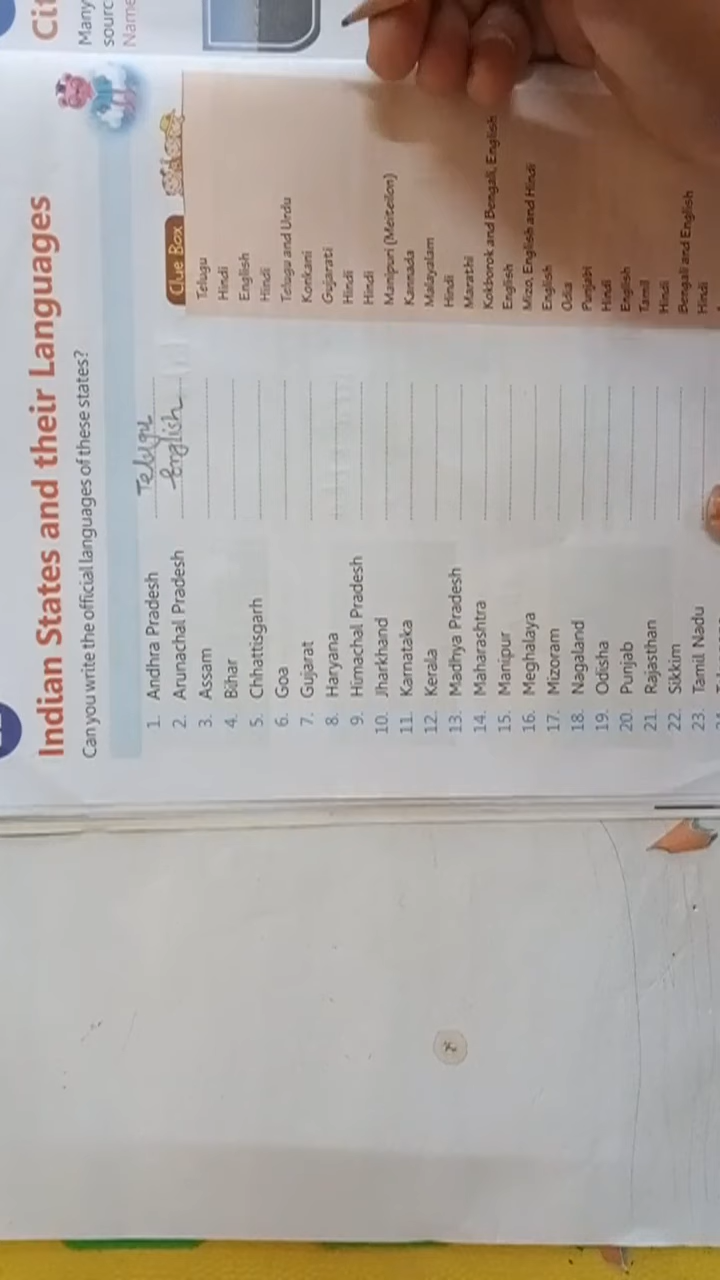 Indian States and their Languages
Can you write the official languages of these states?
1. Andhra Pradesh Telugu
2. Arunachal Pradesh English
3. Assam
4. Bihar
5. Chhattisgarh
6. Goa
7. Gujarat
8. Haryana
9. Himachal Pradesh
10. Jharkhand
11. Karnataka
12. Kerala
13. Madhya Pradesh
14. Maharashtra
15. Manipur
16. Meghalaya
17. Mizoram
18. Nagaland
19. Odisha
20. Punjab
21. Rajasthan
22. Sikkim
23. Tamil Nadu
Clue Box
Telugu
Hindi
English
Hindi
Telugu and Urdu
Konkani
Gujarati
Hindi
Hindi
Manipuri (Meiteilon)
Kannada
Malayalam
Hindi
Marathi
Kokborok and Bengali, English
English
Mizo, English and Hindi
English
Odia
Punjabi
Hindi
English
Tamil
Hindi
Bengali and English
Hindi
Many
Name